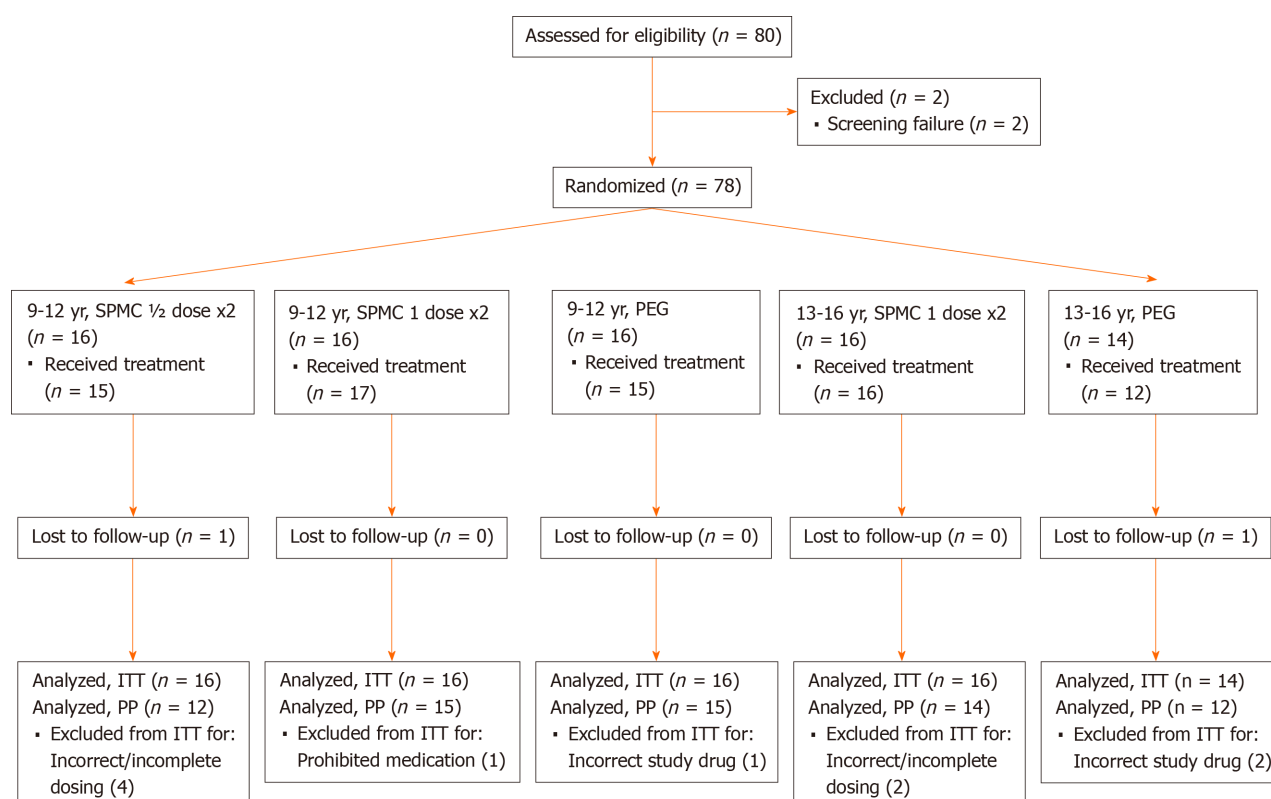 Assessed for eligibility (n = 80)
Excluded (n = 2)
▪ Screening failure (n = 2)
Randomized (n = 78)
9-12 yr, SPMC ½ dose x2
(n = 16)
▪ Received treatment
(n = 15)
9-12 yr, SPMC 1 dose x2
(n = 16)
▪ Received treatment
(n = 17)
9-12 yr, PEG
(n = 16)
▪ Received treatment
(n = 15)
13-16 yr, SPMC 1 dose x2
(n = 16)
▪ Received treatment
(n = 16)
13-16 yr, PEG
(n = 14)
▪ Received treatment
(n = 12)
Lost to follow-up (n = 1)
Lost to follow-up (n = 0)
Lost to follow-up (n = 0)
Lost to follow-up (n = 0)
Lost to follow-up (n = 1)
Analyzed, ITT (n = 16)
Analyzed, PP (n = 12)
▪ Excluded from ITT for:
Incorrect/incomplete
dosing (4)
Analyzed, ITT (n = 16)
Analyzed, PP (n = 15)
▪ Excluded from ITT for:
Prohibited medication (1)
Analyzed, ITT (n = 16)
Analyzed, PP (n = 15)
▪ Excluded from ITT for:
Incorrect study drug (1)
Analyzed, ITT (n = 16)
Analyzed, PP (n = 14)
▪ Excluded from ITT for:
Incorrect/incomplete
dosing (2)
Analyzed, ITT (n = 14)
Analyzed, PP (n = 12)
▪ Excluded from ITT for:
Incorrect study drug (2)